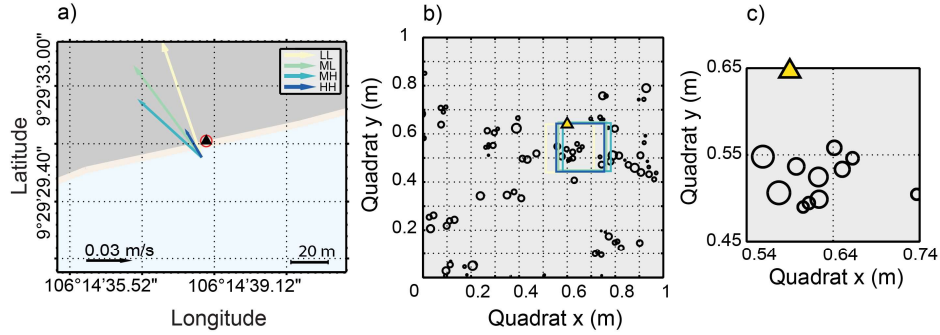 a)
b)
c)
LL
ML
MH
HH
9°29'33.00"
9°29'29.40"
Latitude
0.03 m/s
20 m
106°14'35.52"
106°14'39.12"
Longitude
1
0.8
0.6
0.4
0.2
Quadrat y (m)
0
0.2
0.4
0.6
0.8
1
Quadrat x (m)
0.65
0.55
0.45
Quadrat y (m)
0.54
0.64
0.74
Quadrat x (m)